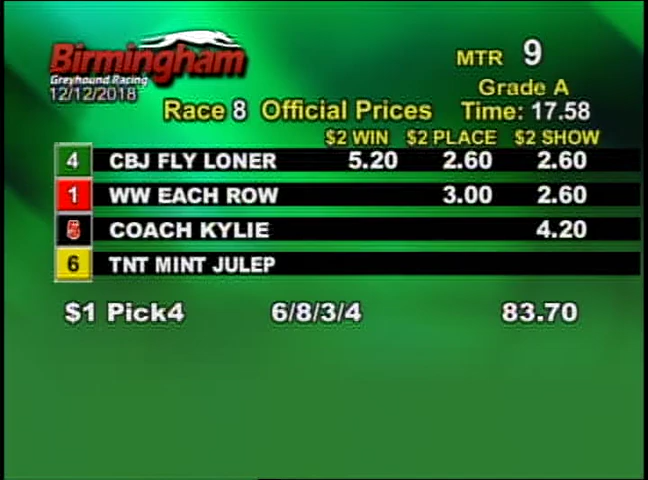 Birmingham
Greyhound Racing
12/12/2018
MTR 9
Grade A
Race 8 Official Prices Time: 17.58
$2 WIN $2 PLACE $2 SHOW
4 CBJ FLY LONER 5.20 2.60 2.60
1 WW EACH ROW 3.00 2.60
5 COACH KYLIE 4.20
6 TNT MINT JULEP
$1 Pick4 6/8/3/4 83.70